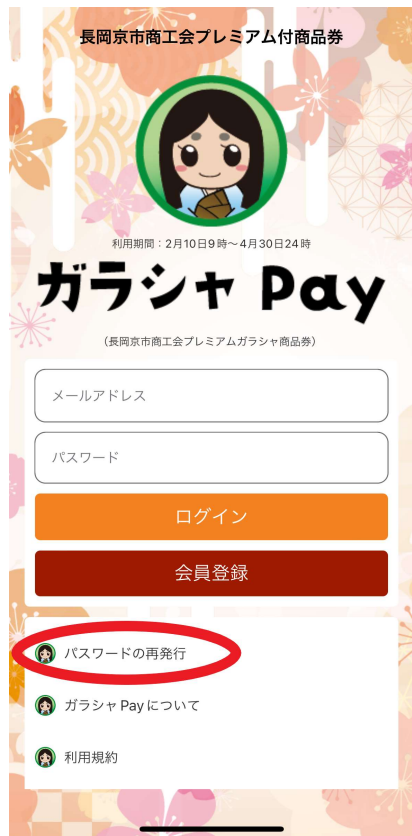 長岡京市商工会プレミアム付商品券
利用期間：2月10日9時～4月30日24時
ガラシャ Pay
（長岡京市商工会プレミアムガラシャ商品券）
メールアドレス
パスワード
ログイン
会員登録
パスワードの再発行
ガラシャ Pay について
利用規約